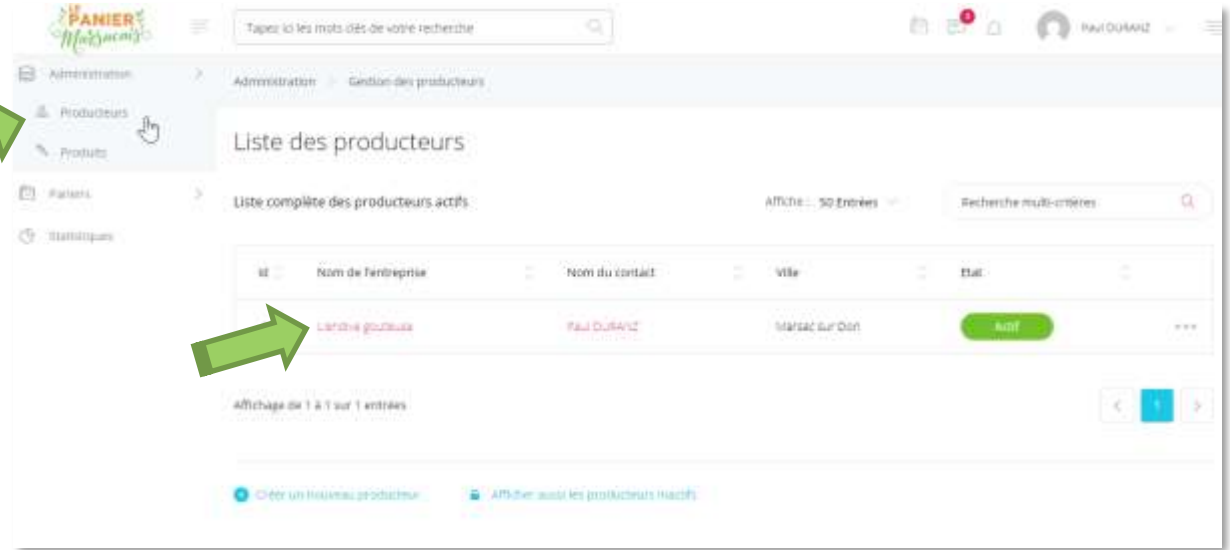 LE
PANIER
Marsacais
Tapez ici les mots clés de votre recherche
Paul DURANZ
Administration
Administration
Gestion des producteurs
Producteurs
Produits
Liste des producteurs
Paniers
Liste complète des producteurs actifs
Affiche : 50 Entrées
Recherche multi-critères
Statistiques
Id
Nom de l'entreprise
Nom du contact
Ville
Etat
Paul DURANZ
Marsac sur Don
Actif
Affichage de 1 à 1 sur 1 entrées
< 1 >
Créer un nouveau producteur
Afficher aussi les producteurs inactifs